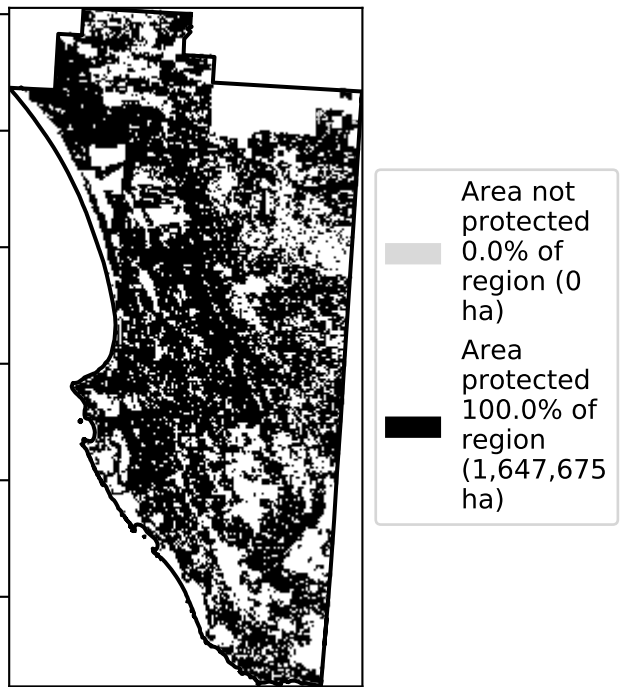 Area not
protected
0.0% of
region (0
ha)
Area
protected
100.0% of
region
(1,647,675
ha)